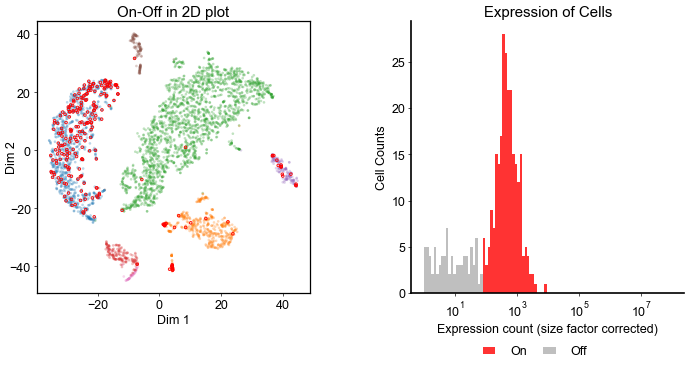 On-Off in 2D plot
Dim 2
40
20
0
−20
−40
−20
0
20
40
Dim 1
Expression of Cells
Cell Counts
25
20
15
10
5
0
10^1
10^3
10^5
10^7
Expression count (size factor corrected)
On
Off